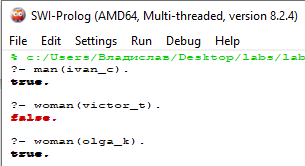 SWI-Prolog (AMD64, Multi-threaded, version 8.2.4)
File Edit Settings Run Debug Help
% c:/Users/Владислав/Desktop/labs/lab
?- man(ivan_c).
true.
?- woman(victor_t).
false.
?- woman(olga_k).
true.